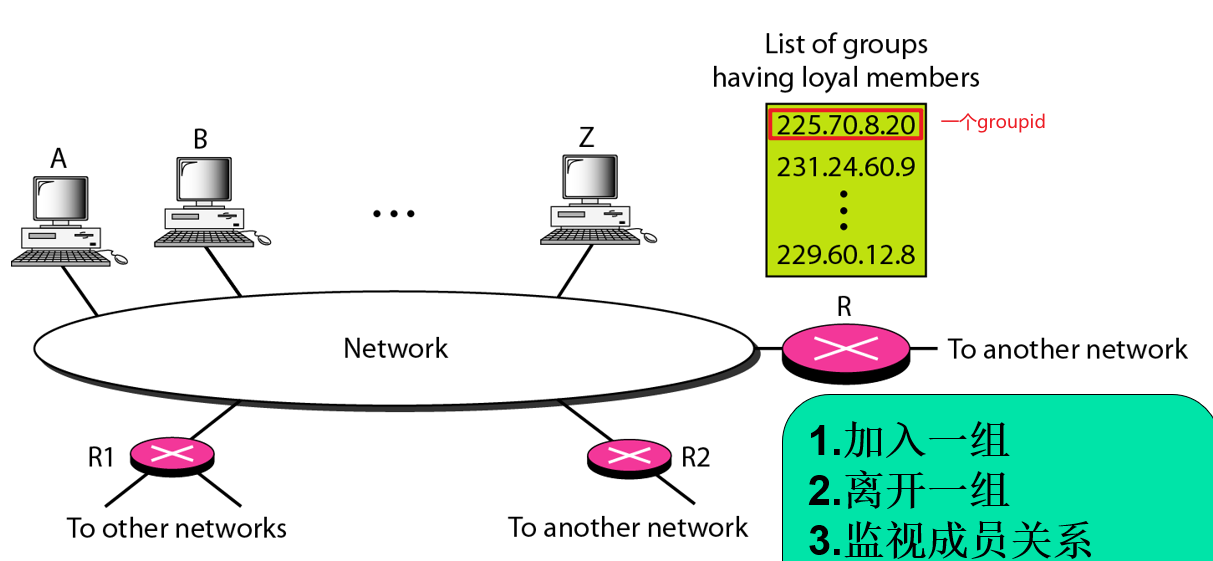 List of groups
having loyal members
225.70.8.20
一个groupid
231.24.60.9
229.60.12.8
A
B
Z
R
Network
To another network
R1
R2
To other networks
To another network
1.加入一组
2.离开一组
3.监视成员关系